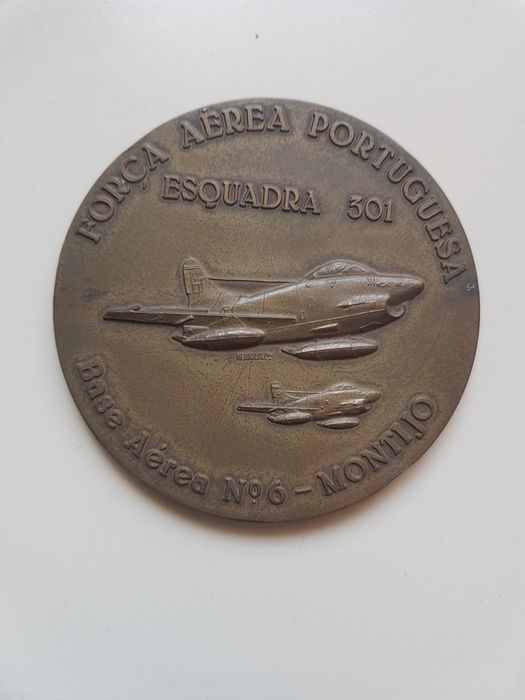 FORÇA AÉREA PORTUGUESA
ESQUADRA 301
Base Aérea Nº6 – MONTIJO